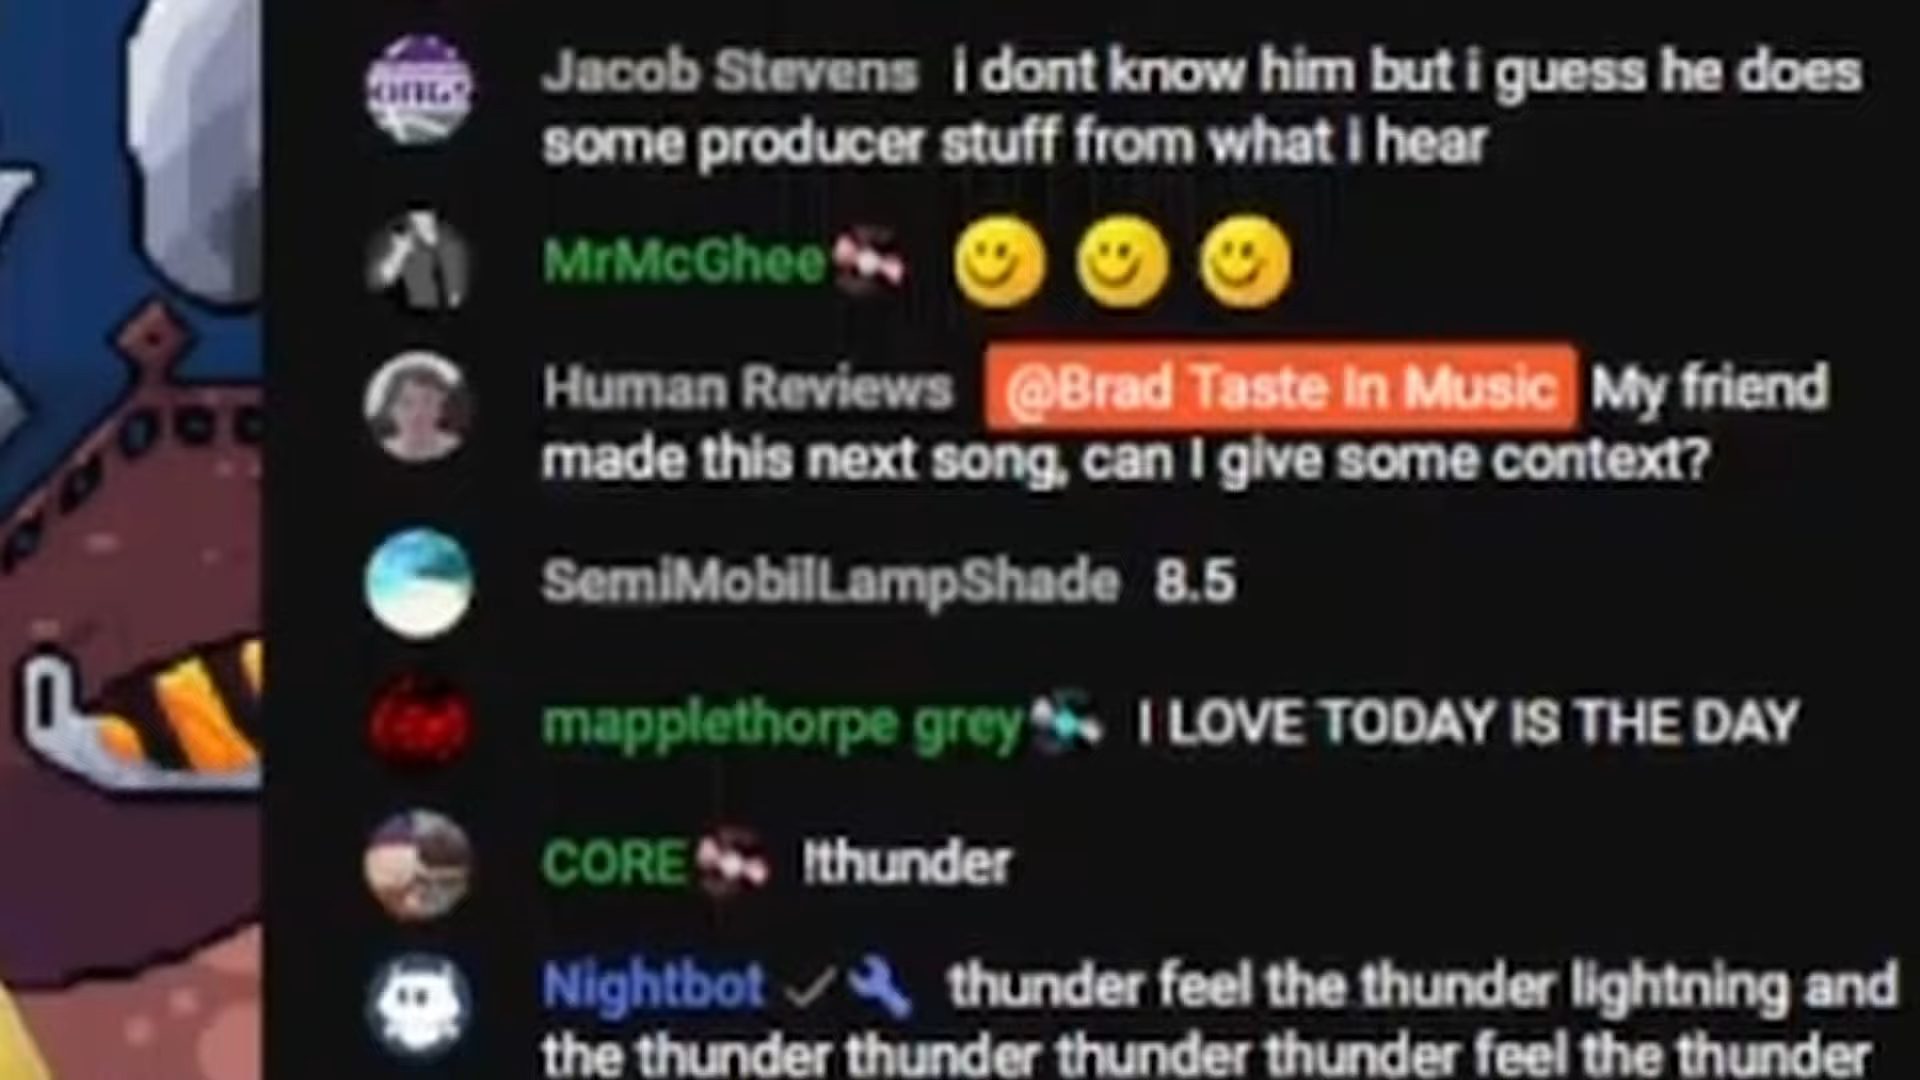 Jacob Stevens i dont know him but i guess he does
some producer stuff from what i hear
MrMcGhee
Human Reviews @Brad Taste In Music My friend
made this next song, can I give some context?
SemiMobilLampShade 8.5
mapplethorpe grey I LOVE TODAY IS THE DAY
CORE !thunder
Nightbot thunder feel the thunder lightning and
the thunder thunder thunder thunder feel the thunder